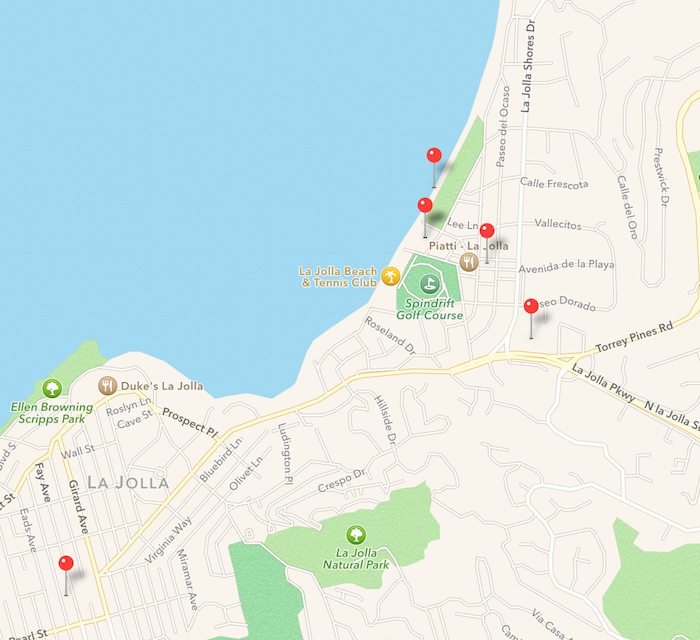 La Jolla Shores Dr
Paseo del Ocaso
Prestwick Dr
Calle Frescota
Calle del Oro
Lee Ln
Vallecitos
Piatti - La Jolla
Avenida de la Playa
La Jolla Beach
& Tennis Club
Spindrift
Golf Course
Dorado
Roseland Dr
Torrey Pines Rd
La Jolla Pkwy
N la Jolla
Duke's La Jolla
Ellen Browning
Scripps Park
Roslyn Ln
Cave St
Prospect Pl
Hillside Dr
Wall St
Bluebird Ln
Ludington Pl
Olivet Ln
Fay Ave
Girard Ave
LA JOLLA
Crespo Dr
Eads Ave
Virginia Way
Miramar Ave
La Jolla
Natural Park
Pearl St
Via Casa